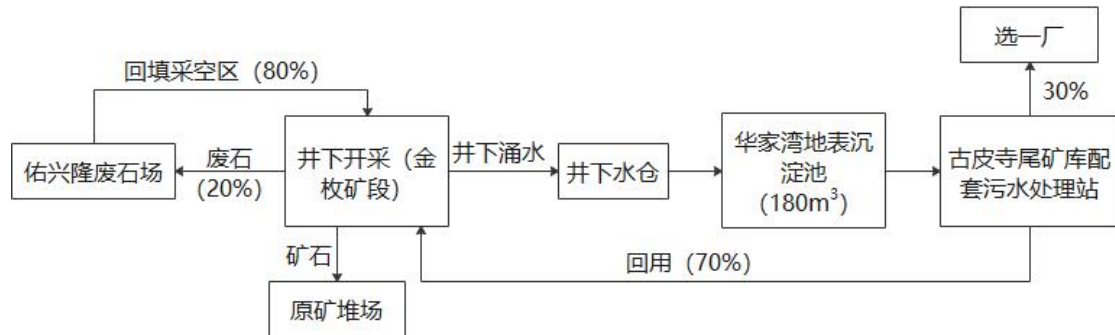 选一厂
回填采空区（80%）
30%
佑兴隆废石场
废石
(20%)
井下开采（金
枚矿段）
井下涌水
井下水仓
华家湾地表沉
淀池
（180m³）
古皮寺尾矿库配
套污水处理站
矿石
回用（70%）
原矿堆场